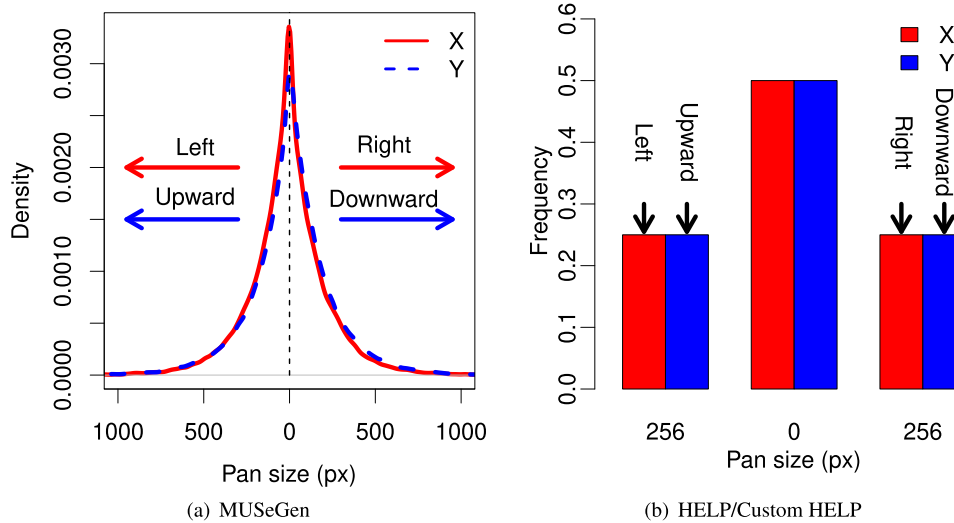 Density
0.0000
0.0010
0.0020
0.0030
X
Y
Left
Right
Upward
Downward
1000
500
0
500
1000
Pan size (px)
(a) MUSeGen
Frequency
0.0
0.1
0.2
0.3
0.4
0.5
0.6
X
Y
Left
Upward
Right
Downward
256
0
256
Pan size (px)
(b) HELP/Custom HELP